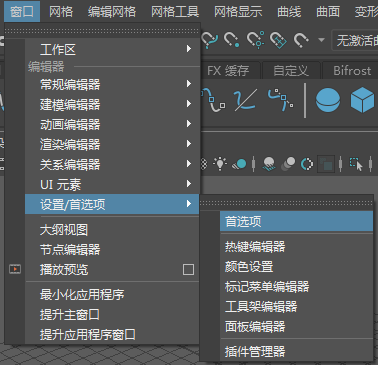 窗口 网格 编辑网格 网格工具 网格显示 曲线 曲面 变形
工作区
编辑器
无激活的
常规编辑器
FX 缓存 自定义 Bifrost
建模编辑器
动画编辑器
渲染编辑器
关系编辑器
UI 元素
设置/首选项
首选项
大纲视图
热键编辑器
节点编辑器
颜色设置
播放预览
标记菜单编辑器
最小化应用程序
工具架编辑器
提升主窗口
面板编辑器
提升应用程序窗口
插件管理器